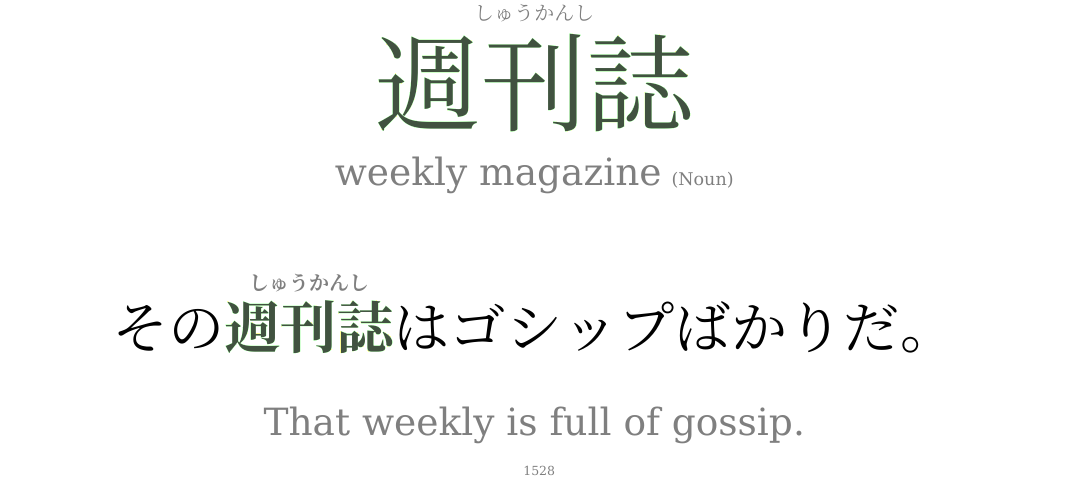 しゅうかんし
週刊誌
weekly magazine (Noun)
しゅうかんし
その週刊誌はゴシップばかりだ。
That weekly is full of gossip.
1528